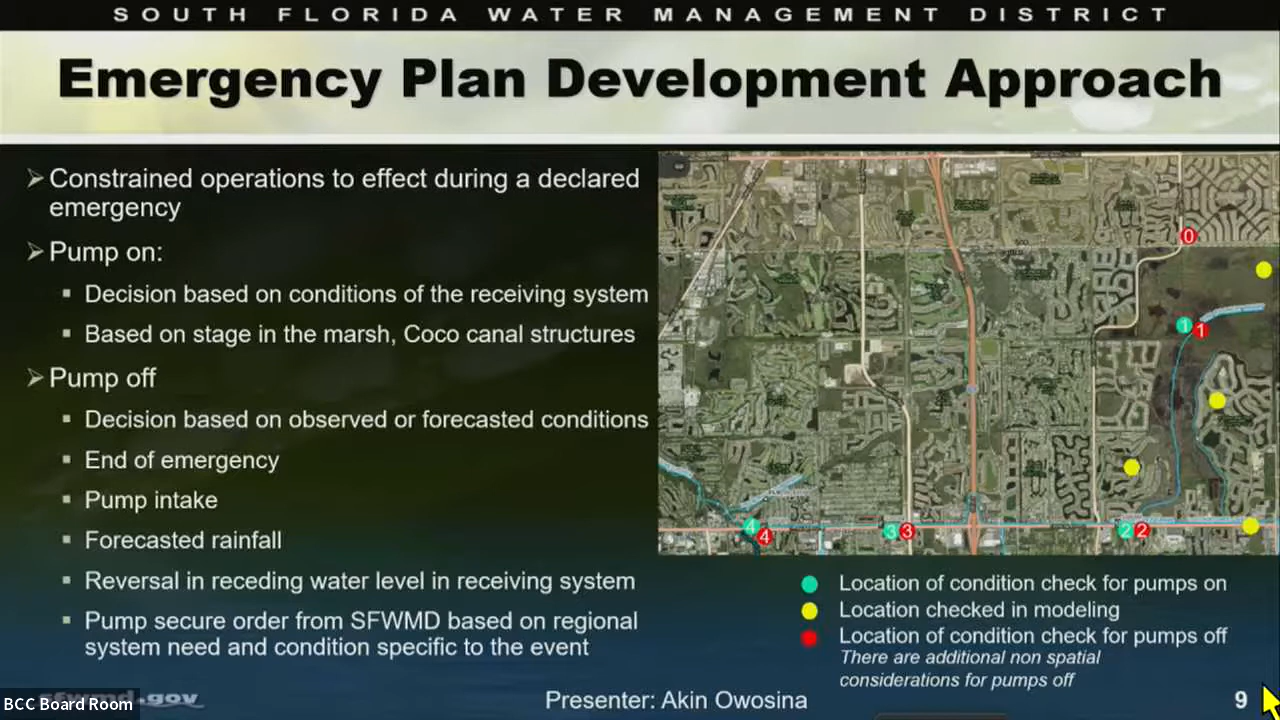 SOUTH FLORIDA WATER MANAGEMENT DISTRICT
Emergency Plan Development Approach
Constrained operations to effect during a declared
emergency
Pump on:
Decision based on conditions of the receiving system
Based on stage in the marsh, Coco canal structures
Pump off
Decision based on observed or forecasted conditions
End of emergency
Pump intake
Forecasted rainfall
Reversal in receding water level in receiving system
Pump secure order from SFWMD based on regional
system need and condition specific to the event
0
1 1
4 4
3 3
2 2
Location of condition check for pumps on
Location checked in modeling
Location of condition check for pumps off
There are additional non spatial
considerations for pumps off
sfwmd.gov
BCC Board Room
Presenter: Akin Owosina
9